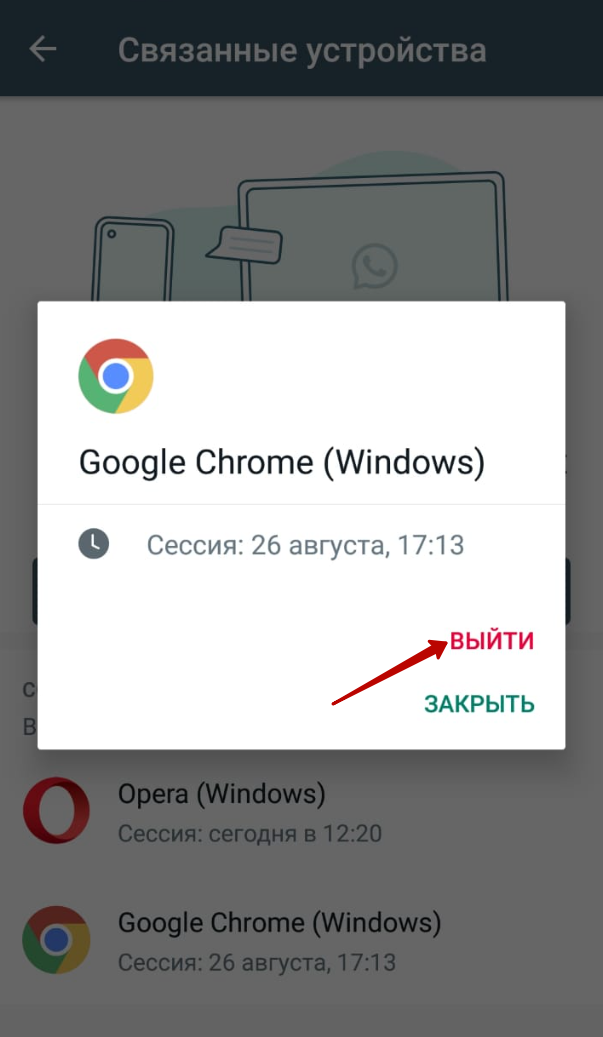 Связанные устройства
Google Chrome (Windows)
Сессия: 26 августа, 17:13
ВЫЙТИ
ЗАКРЫТЬ
Opera (Windows)
Сессия: сегодня в 12:20
Google Chrome (Windows)
Сессия: 26 августа, 17:13